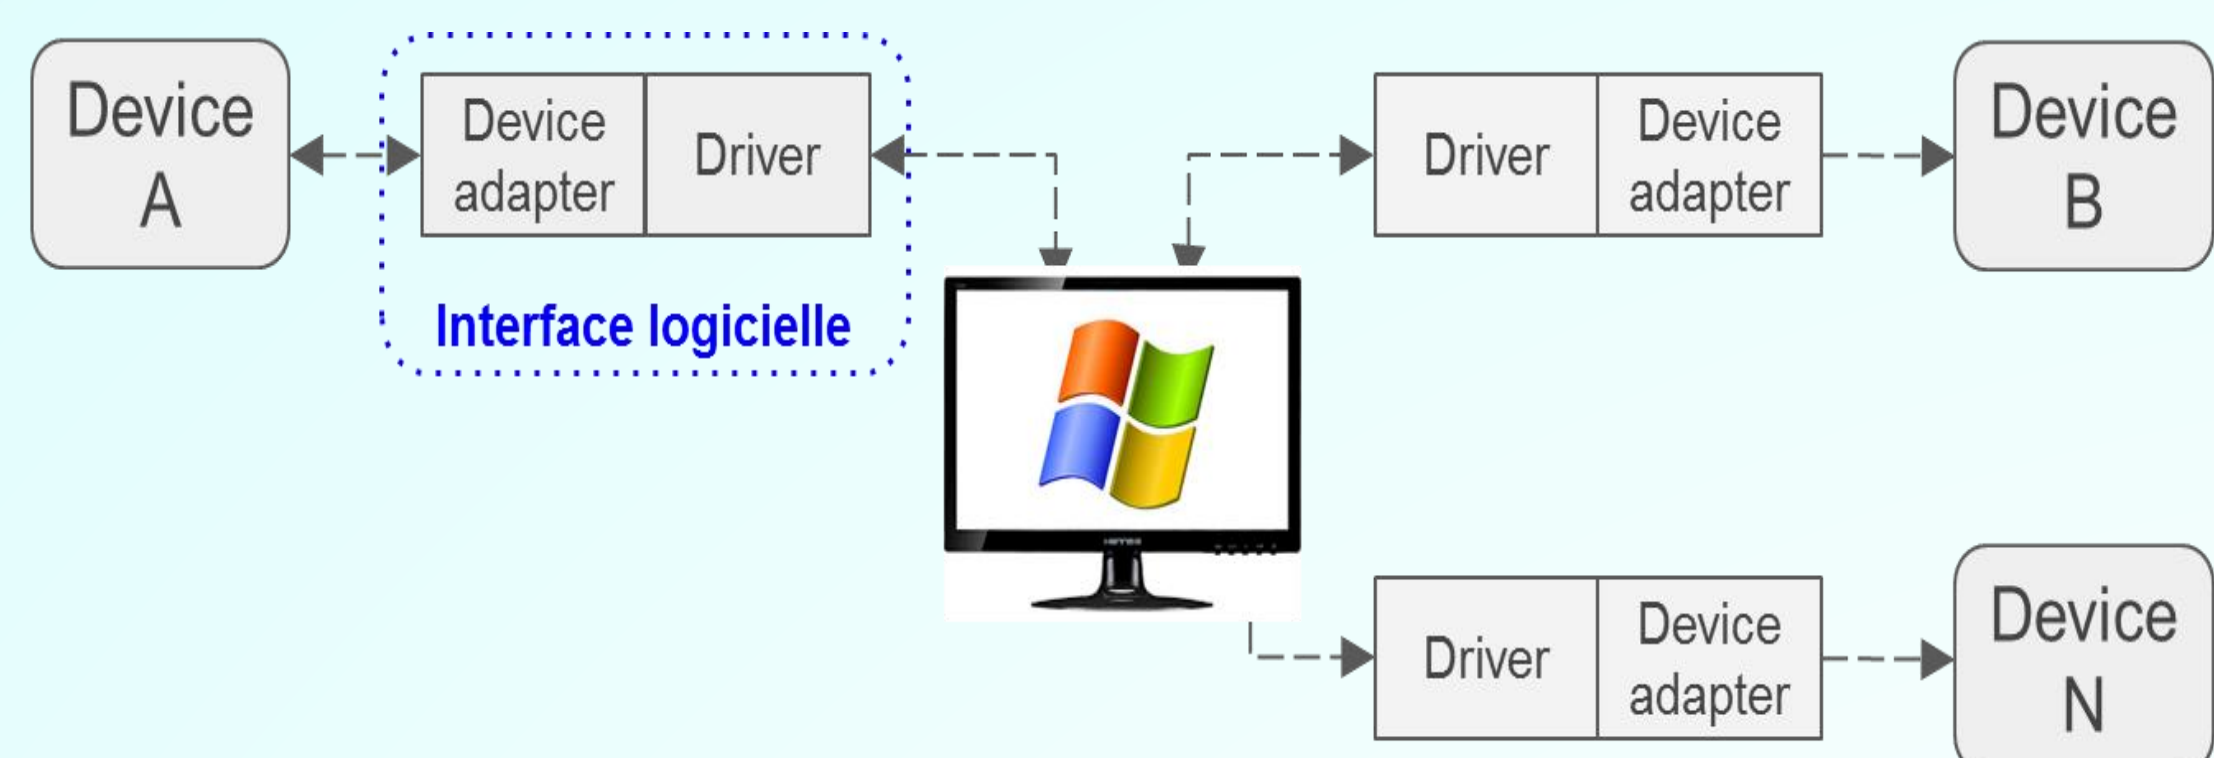 Device
A
Device
adapter
Driver
Interface logicielle
Driver
Device
adapter
Device
B
Driver
Device
adapter
Device
N